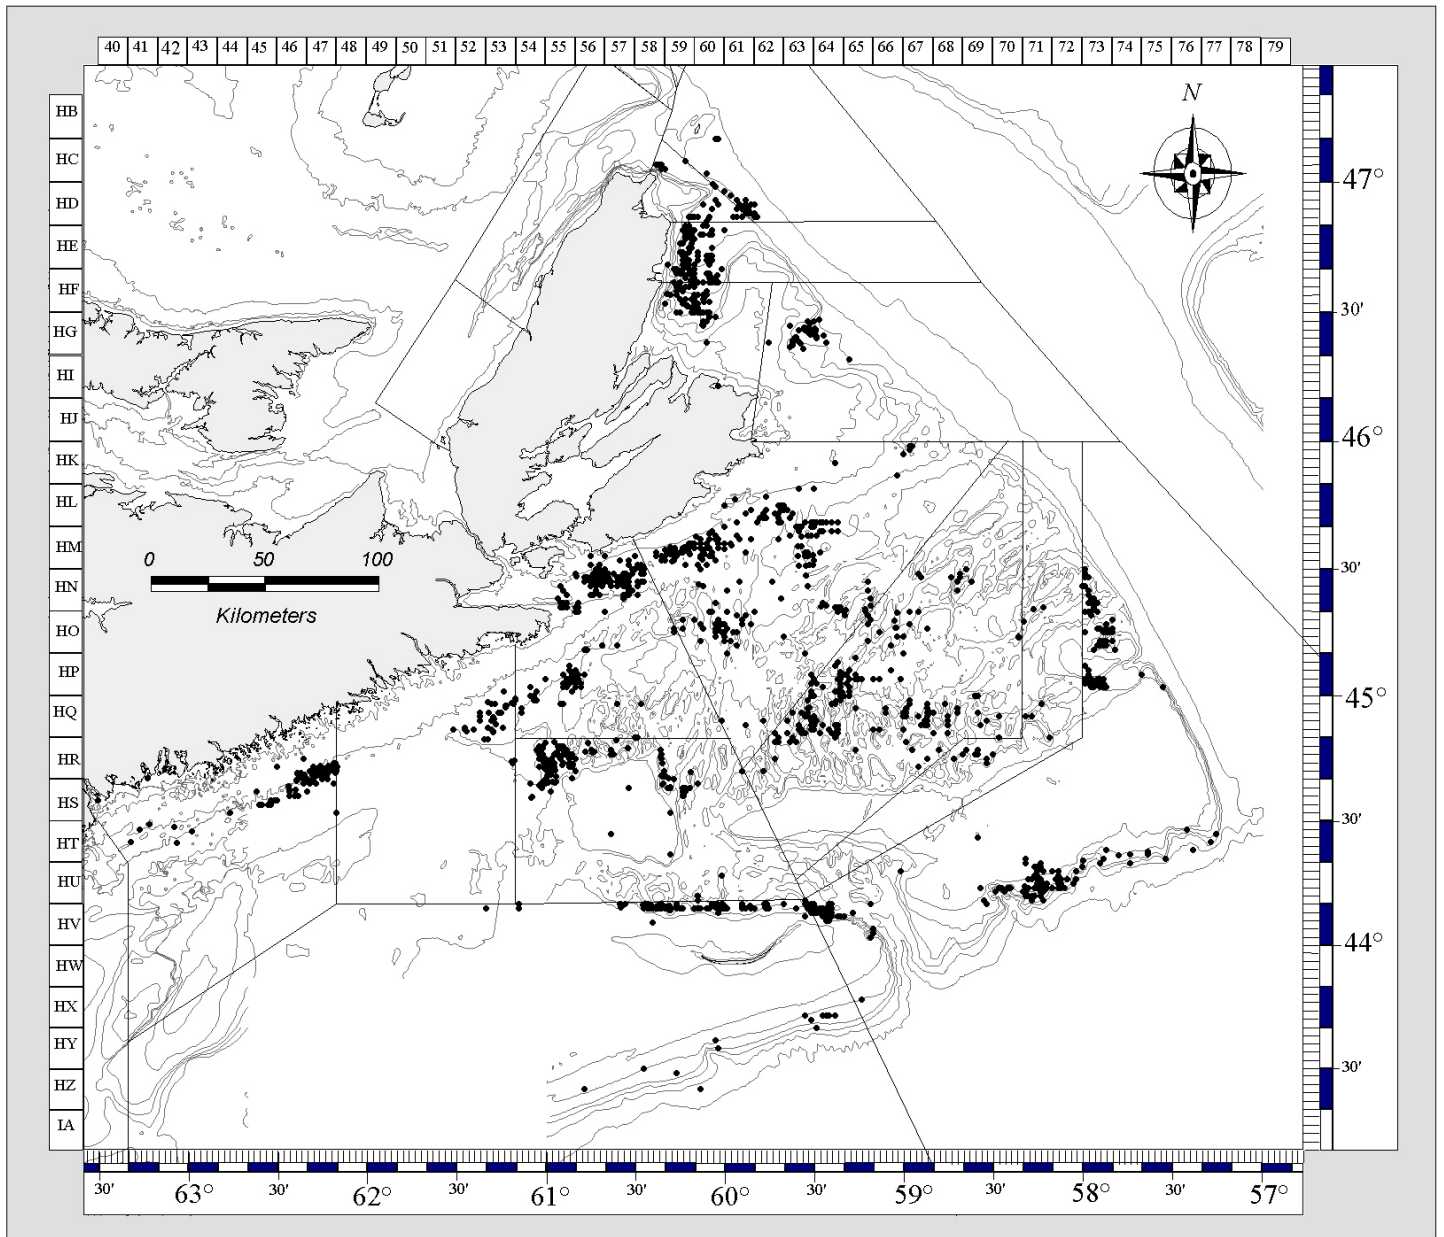 40 41 42 43 44 45 46 47 48 49 50 51 52 53 54 55 56 57 58 59 60 61 62 63 64 65 66 67 68 69 70 71 72 73 74 75 76 77 78 79
N
HB
HC
47°
HD
HE
HF
30'
HG
HI
HJ
46°
HK
HL
HM
0 50 100
30'
HN
Kilometers
HO
HP
45°
HQ
HR
HS
30'
HT
HU
HV
44°
HW
HX
HY
30'
HZ
IA
30' 63° 30' 62° 30' 61° 30' 60° 30' 59° 30' 58° 30' 57°